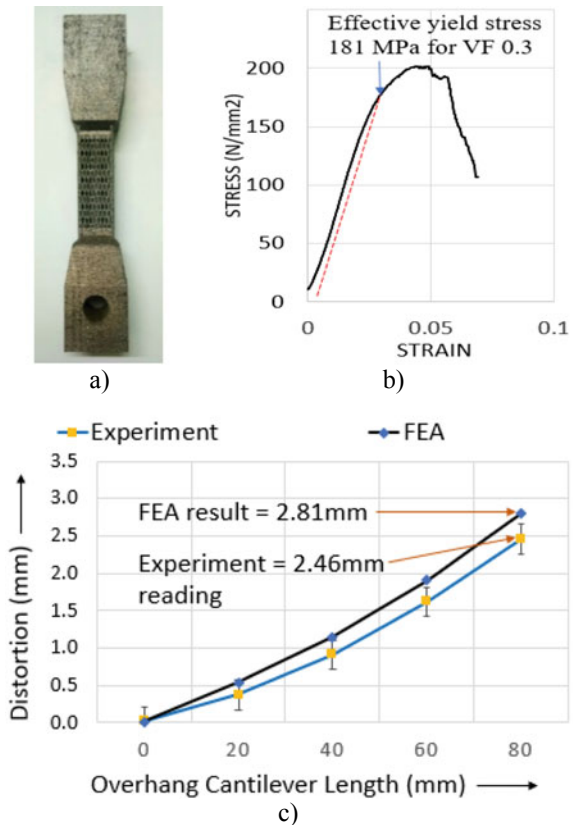 Effective yield stress
181 MPa for VF 0.3
200
150
100
50
0
STRESS (N/mm2)
0
0.05
0.1
STRAIN
a)
b)
Experiment
FEA
3.5
3.0
2.5
2.0
1.5
1.0
0.5
0.0
Distortion (mm)
FEA result = 2.81mm
Experiment = 2.46mm
reading
0
20
40
60
80
Overhang Cantilever Length (mm)
c)